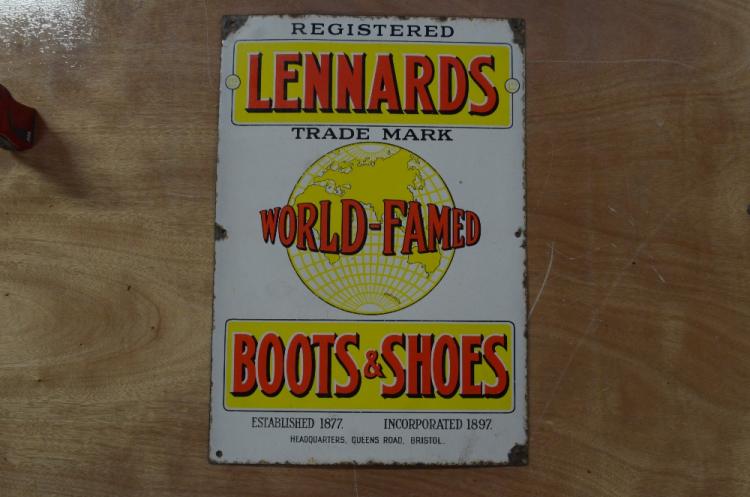 REGISTERED
LENNARDS
TRADE MARK
WORLD-FAMED
BOOTS & SHOES
ESTABLISHED 1877. INCORPORATED 1897.
HEADQUARTERS, QUEENS ROAD, BRISTOL.